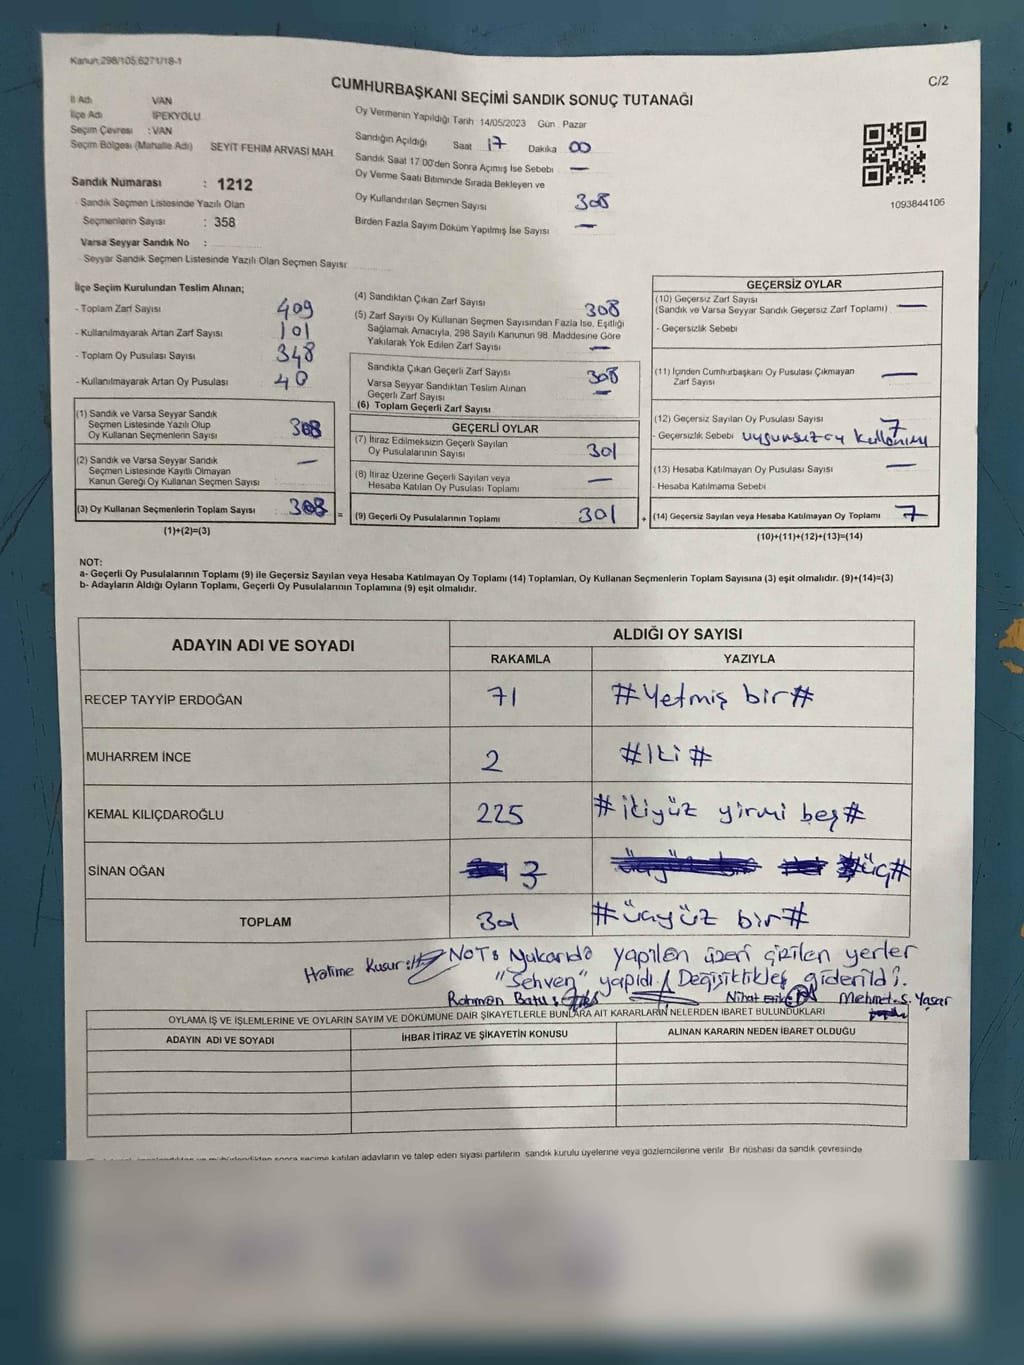 Kanun:298/105,6271/18-1
C/2
CUMHURBAŞKANI SEÇİMİ SANDIK SONUÇ TUTANAĞI
İl Adı VAN
İlçe Adı İPEKYOLU
Seçim Çevresi : VAN
Seçim Bölgesi (Mahalle Adı) SEYİT FEHİM ARVASİ MAH.
Sandık Numarası : 1212
- Sandık Seçmen Listesinde Yazılı Olan
Seçmenlerin Sayısı : 358
Varsa Seyyar Sandık No :
- Seyyar Sandık Seçmen Listesinde Yazılı Olan Seçmen Sayısı:
Oy Vermenin Yapıldığı Tarih 14/05/2023 Gün Pazar
Sandığın Açıldığı Saat 17 Dakika 00
Sandık Saat 17:00'den Sonra Açımış İse Sebebi —
Oy Verme Saati Bitiminde Sırada Bekleyen ve
Oy Kullandırılan Seçmen Sayısı 308
Birden Fazla Sayım Döküm Yapılmış İse Sayısı —
1093844106
İlçe Seçim Kurulundan Teslim Alınan;
- Toplam Zarf Sayısı 409
- Kullanılmayarak Artan Zarf Sayısı 101
- Toplam Oy Pusulası Sayısı 348
- Kullanılmayarak Artan Oy Pusulası 40
(1) Sandık ve Varsa Seyyar Sandık
Seçmen Listesinde Yazılı Olup
Oy Kullanan Seçmenlerin Sayısı 308
(2) Sandık ve Varsa Seyyar Sandık
Seçmen Listesinde Kayıtlı Olmayan
Kanun Gereği Oy Kullanan Seçmen Sayısı —
(3) Oy Kullanan Seçmenlerin Toplam Sayısı 308 =
(1)+(2)=(3)
(4) Sandıktan Çıkan Zarf Sayısı 308
(5) Zarf Sayısı Oy Kullanan Seçmen Sayısından Fazla İse, Eşitliği
Sağlamak Amacıyla, 298 Sayılı Kanunun 98. Maddesine Göre
Yakılarak Yok Edilen Zarf Sayısı —
Sandıkta Çıkan Geçerli Zarf Sayısı 308
Varsa Seyyar Sandıktan Teslim Alınan
Geçerli Zarf Sayısı —
(6) Toplam Geçerli Zarf Sayısı
GEÇERLİ OYLAR
(7) İtiraz Edilmeksizin Geçerli Sayılan
Oy Pusulalarının Sayısı 301
(8) İtiraz Üzerine Geçerli Sayılan veya
Hesaba Katılan Oy Pusulası Toplamı —
(9) Geçerli Oy Pusulalarının Toplamı 301 +
GEÇERSİZ OYLAR
(10) Geçersiz Zarf Sayısı
(Sandık ve Varsa Seyyar Sandık Geçersiz Zarf Toplamı) —
- Geçersizlik Sebebi
(11) İçinden Cumhurbaşkanı Oy Pusulası Çıkmayan
Zarf Sayısı —
(12) Geçersiz Sayılan Oy Pusulası Sayısı 7
- Geçersizlik Sebebi uygunsuz oy kullanımı
(13) Hesaba Katılmayan Oy Pusulası Sayısı —
- Hesaba Katılmama Sebebi
(14) Geçersiz Sayılan veya Hesaba Katılmayan Oy Toplamı 7
(10)+(11)+(12)+(13)=(14)
NOT:
a- Geçerli Oy Pusulalarının Toplamı (9) ile Geçersiz Sayılan veya Hesaba Katılmayan Oy Toplamı (14) Toplamları, Oy Kullanan Seçmenlerin Toplam Sayısına (3) eşit olmalıdır. (9)+(14)=(3)
b- Adayların Aldığı Oyların Toplamı, Geçerli Oy Pusulalarının Toplamına (9) eşit olmalıdır.
ADAYIN ADI VE SOYADI ALDIĞI OY SAYISI
RAKAMLA YAZIYLA
RECEP TAYYİP ERDOĞAN 71 #Yetmiş bir#
MUHARREM İNCE 2 #İki#
KEMAL KILIÇDAROĞLU 225 #ikiyüz yirmi beş#
SİNAN OĞAN 3 #üç#
TOPLAM 301 #üçyüz bir#
NOT: Yukarıda yapılan üzeri çizilen yerler
"Sehven" yapıldı. Değişiklikler giderildi.
Halime Kusur
Rahman Batuş Nihat Mehmet S. Yaşar
OYLAMA İŞ VE İŞLEMLERİNE VE OYLARIN SAYIM VE DÖKÜMÜNE DAİR ŞİKAYETLERLE BUNLARA AİT KARARLARIN NELERDEN İBARET BULUNDUKLARI
ADAYIN ADI VE SOYADI İHBAR İTİRAZ VE ŞİKAYETİN KONUSU ALINAN KARARIN NEDEN İBARET OLDUĞU
sonra seçime katılan adayların ve talep eden siyasi partilerin sandık kurulu üyelerine veya gözlemcilerine verilir. Bir nüshası da sandık çevresinde